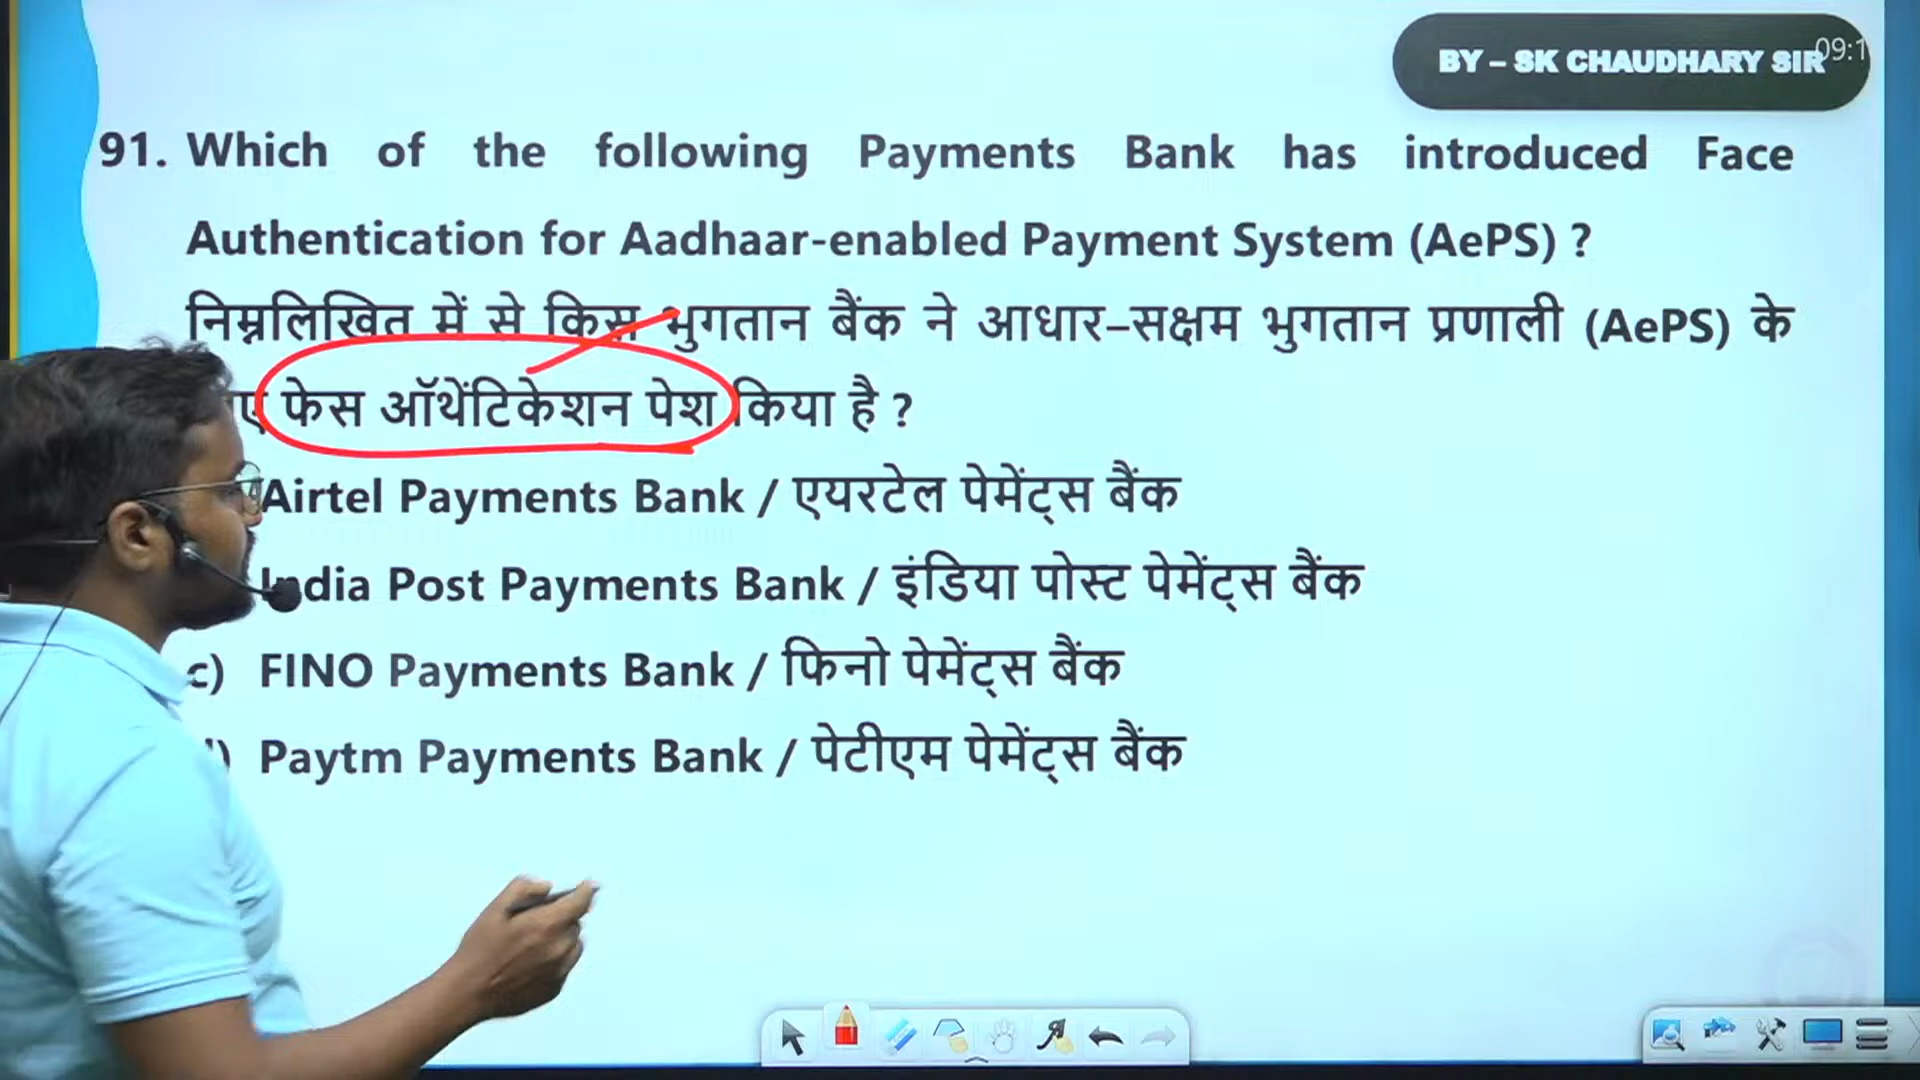 BY – SK CHAUDHARY SIR
09:1
91. Which of the following Payments Bank has introduced Face
Authentication for Aadhaar-enabled Payment System (AePS) ?
निम्नलिखित में से किस भुगतान बैंक ने आधार–सक्षम भुगतान प्रणाली (AePS) के
फेस ऑथेंटिकेशन पेश किया है ?
Airtel Payments Bank / एयरटेल पेमेंट्स बैंक
India Post Payments Bank / इंडिया पोस्ट पेमेंट्स बैंक
c) FINO Payments Bank / फिनो पेमेंट्स बैंक
Paytm Payments Bank / पेटीएम पेमेंट्स बैंक